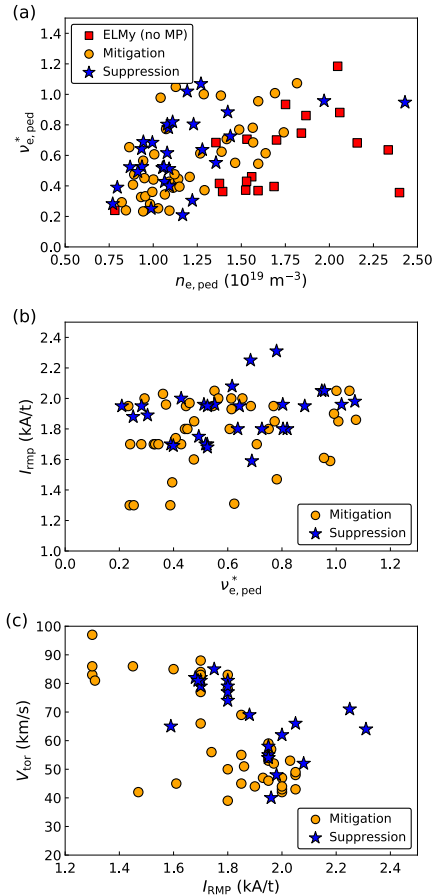 (a)
ELMy (no MP)
Mitigation
Suppression
1.4
1.2
1.0
0.8
0.6
0.4
0.2
0.0
ν*e, ped
0.50 0.75 1.00 1.25 1.50 1.75 2.00 2.25 2.50
ne, ped (10¹⁹ m⁻³)
(b)
2.4
2.2
2.0
1.8
1.6
1.4
1.2
1.0
Irmp (kA/t)
Mitigation
Suppression
0.0 0.2 0.4 0.6 0.8 1.0 1.2
ν*e, ped
(c)
100
90
80
70
60
50
40
30
20
Vtor (km/s)
Mitigation
Suppression
1.2 1.4 1.6 1.8 2.0 2.2 2.4
IRMP (kA/t)